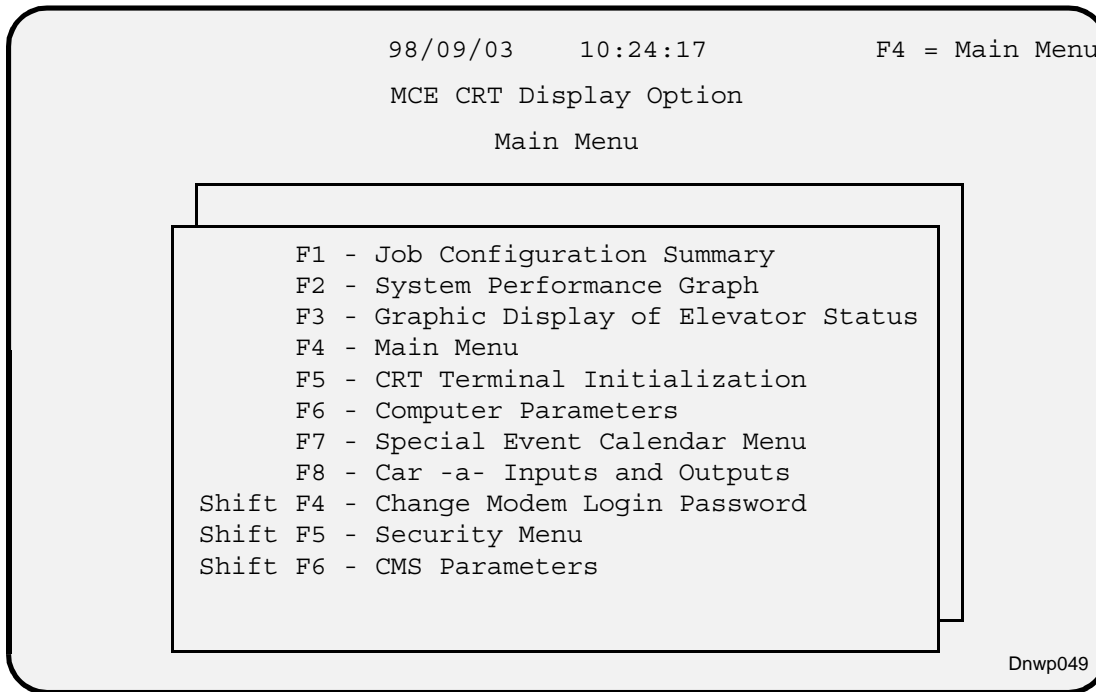 98/09/03 10:24:17 F4 = Main Menu
MCE CRT Display Option
Main Menu
F1 - Job Configuration Summary
F2 - System Performance Graph
F3 - Graphic Display of Elevator Status
F4 - Main Menu
F5 - CRT Terminal Initialization
F6 - Computer Parameters
F7 - Special Event Calendar Menu
F8 - Car -a- Inputs and Outputs
Shift F4 - Change Modem Login Password
Shift F5 - Security Menu
Shift F6 - CMS Parameters
Dnwp049